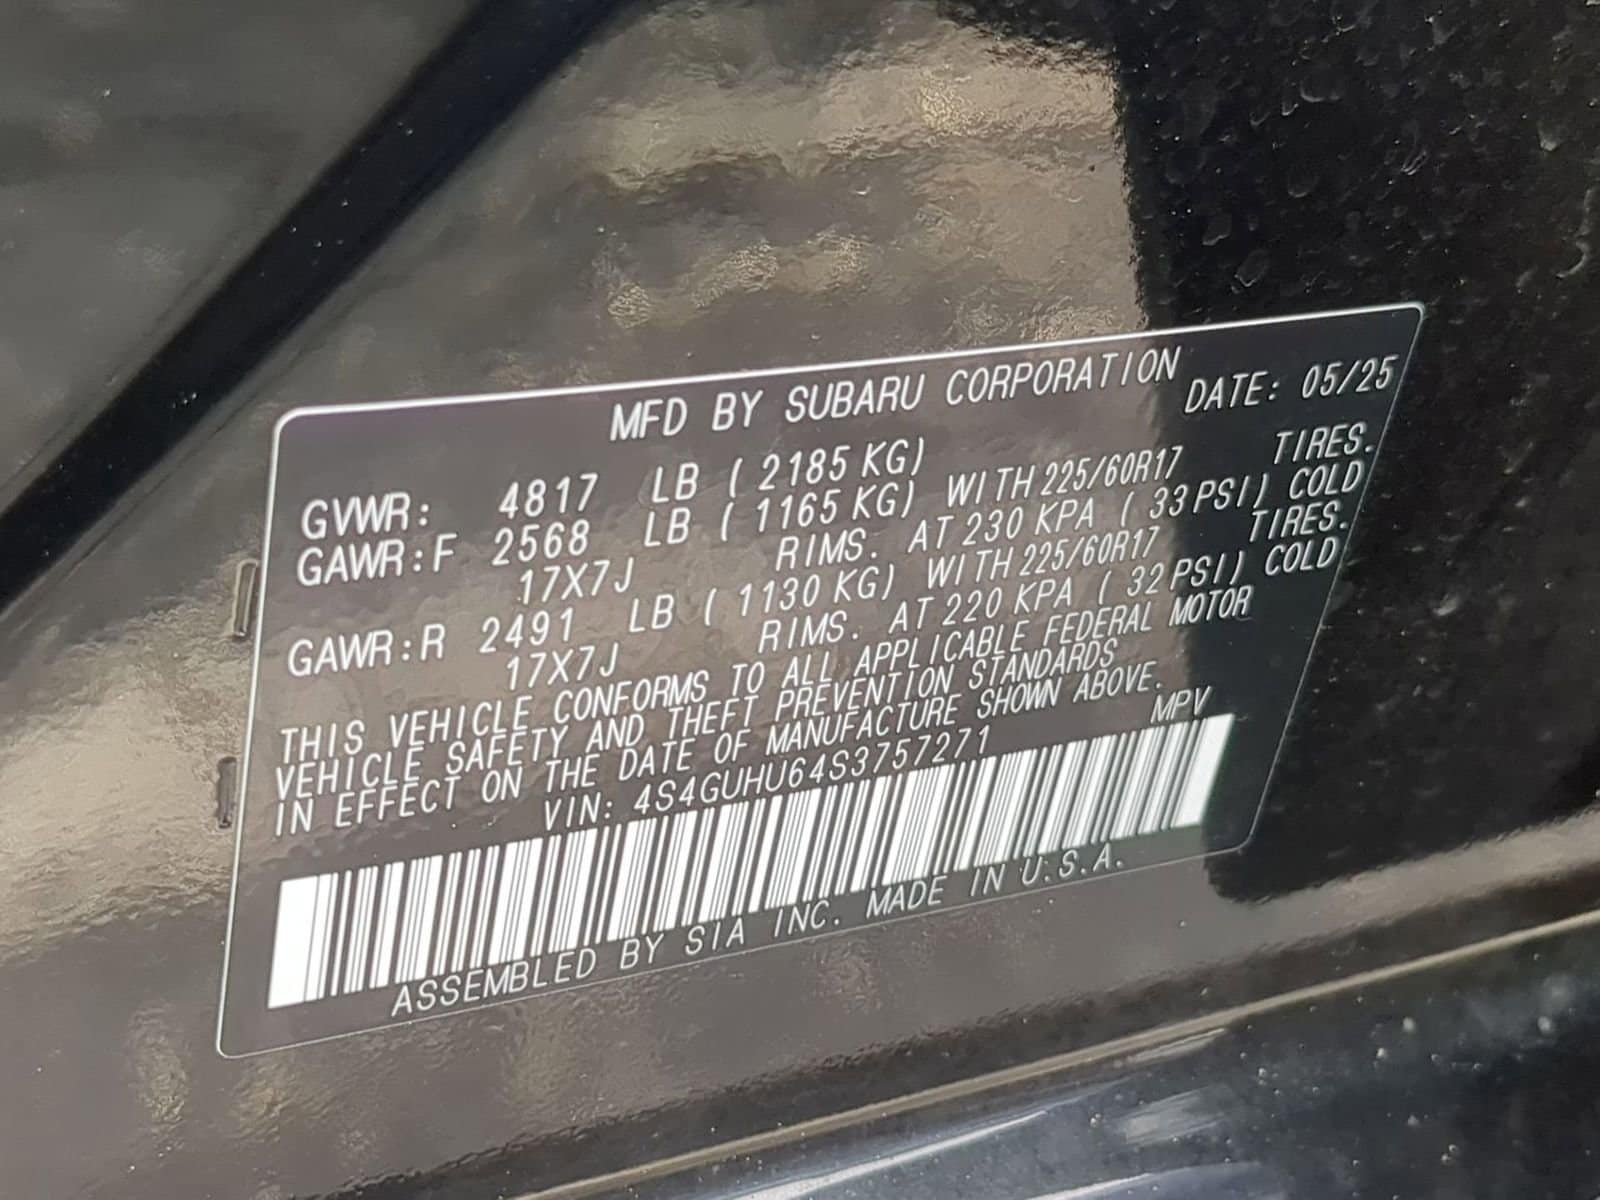 MFD BY SUBARU CORPORATION
DATE: 05/25
GVWR: 4817 LB ( 2185 KG)
GAWR:F 2568 LB ( 1165 KG) WITH 225/60R17 TIRES.
17X7J RIMS. AT 230 KPA ( 33 PSI) COLD
GAWR:R 2491 LB ( 1130 KG) WITH 225/60R17 TIRES.
17X7J RIMS. AT 220 KPA ( 32 PSI) COLD
THIS VEHICLE CONFORMS TO ALL APPLICABLE FEDERAL MOTOR
VEHICLE SAFETY AND THEFT PREVENTION STANDARDS
IN EFFECT ON THE DATE OF MANUFACTURE SHOWN ABOVE.
VIN: 4S4GUHU64S3757271 MPV
ASSEMBLED BY SIA INC. MADE IN U.S.A.